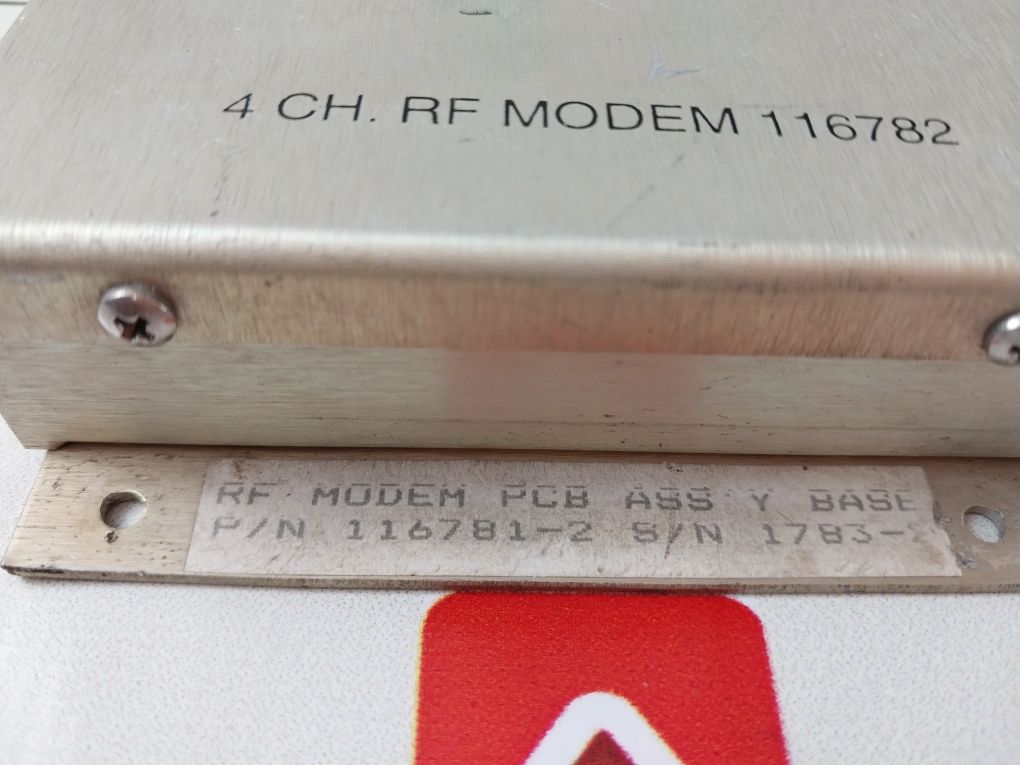 4 CH. RF MODEM 116782
RF MODEM PCB ASS'Y BASE
P/N 116781-2 S/N 1783-2